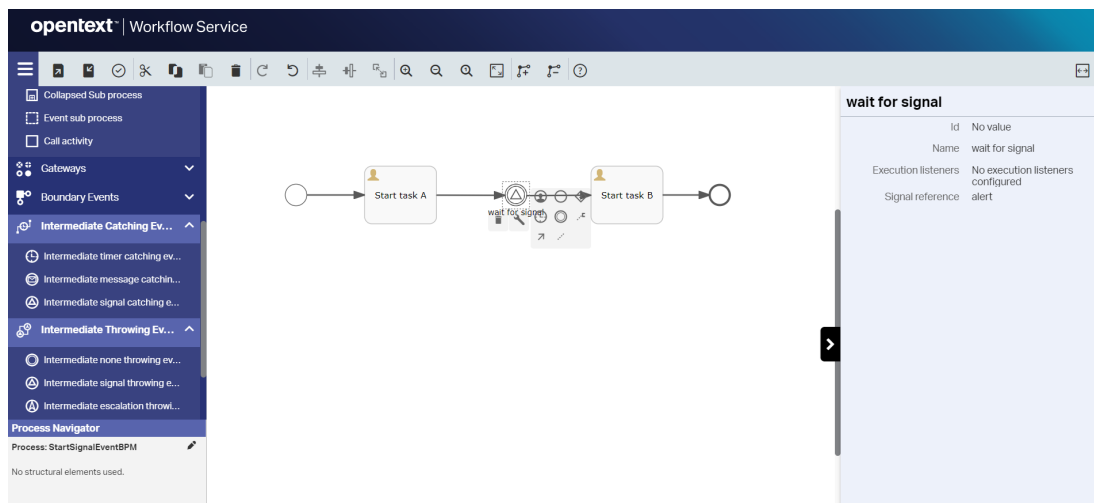 opentext™ | Workflow Service
Collapsed Sub process
Event sub process
Call activity
Gateways
Boundary Events
Intermediate Catching Ev...
Intermediate timer catching ev...
Intermediate message catchin...
Intermediate signal catching e...
Intermediate Throwing Ev...
Intermediate none throwing ev...
Intermediate signal throwing e...
Intermediate escalation throwi...
Process Navigator
Process: StartSignalEventBPM
No structural elements used.
Start task A
wait for signal
Start task B
wait for signal
Id No value
Name wait for signal
Execution listeners No execution listeners
configured
Signal reference alert